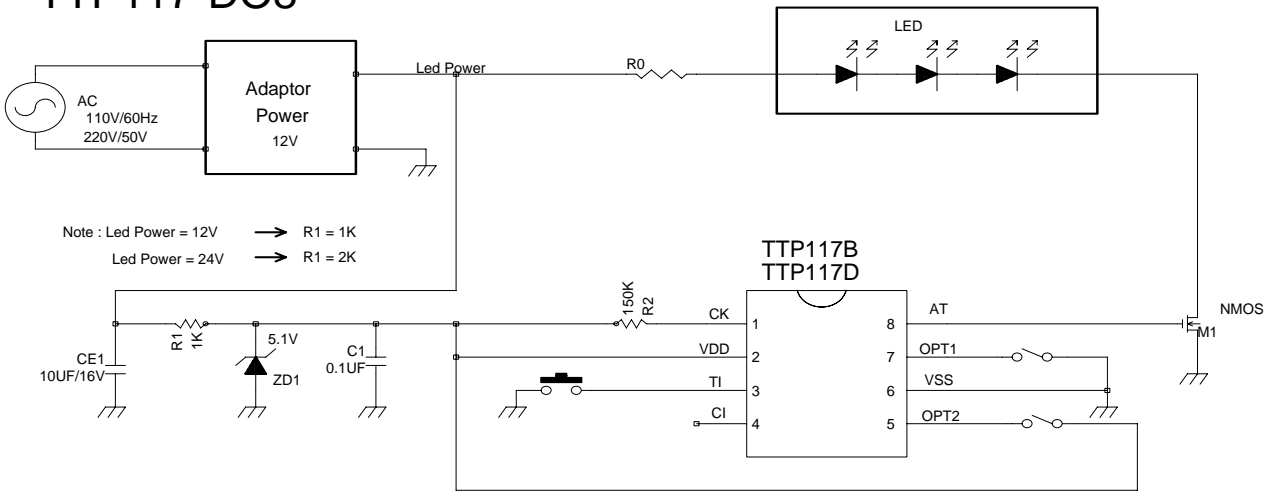 LED
Led Power
R0
AC
110V/60Hz
220V/50V
Adaptor
Power
12V
Note : Led Power = 12V R1 = 1K
Led Power = 24V R1 = 2K
TTP117B
TTP117D
150K
R2
CK
1
8
AT
NMOS
M1
R1
1K
5.1V
ZD1
C1
0.1UF
CE1
10UF/16V
VDD
2
7
OPT1
TI
3
6
VSS
CI
4
5
OPT2